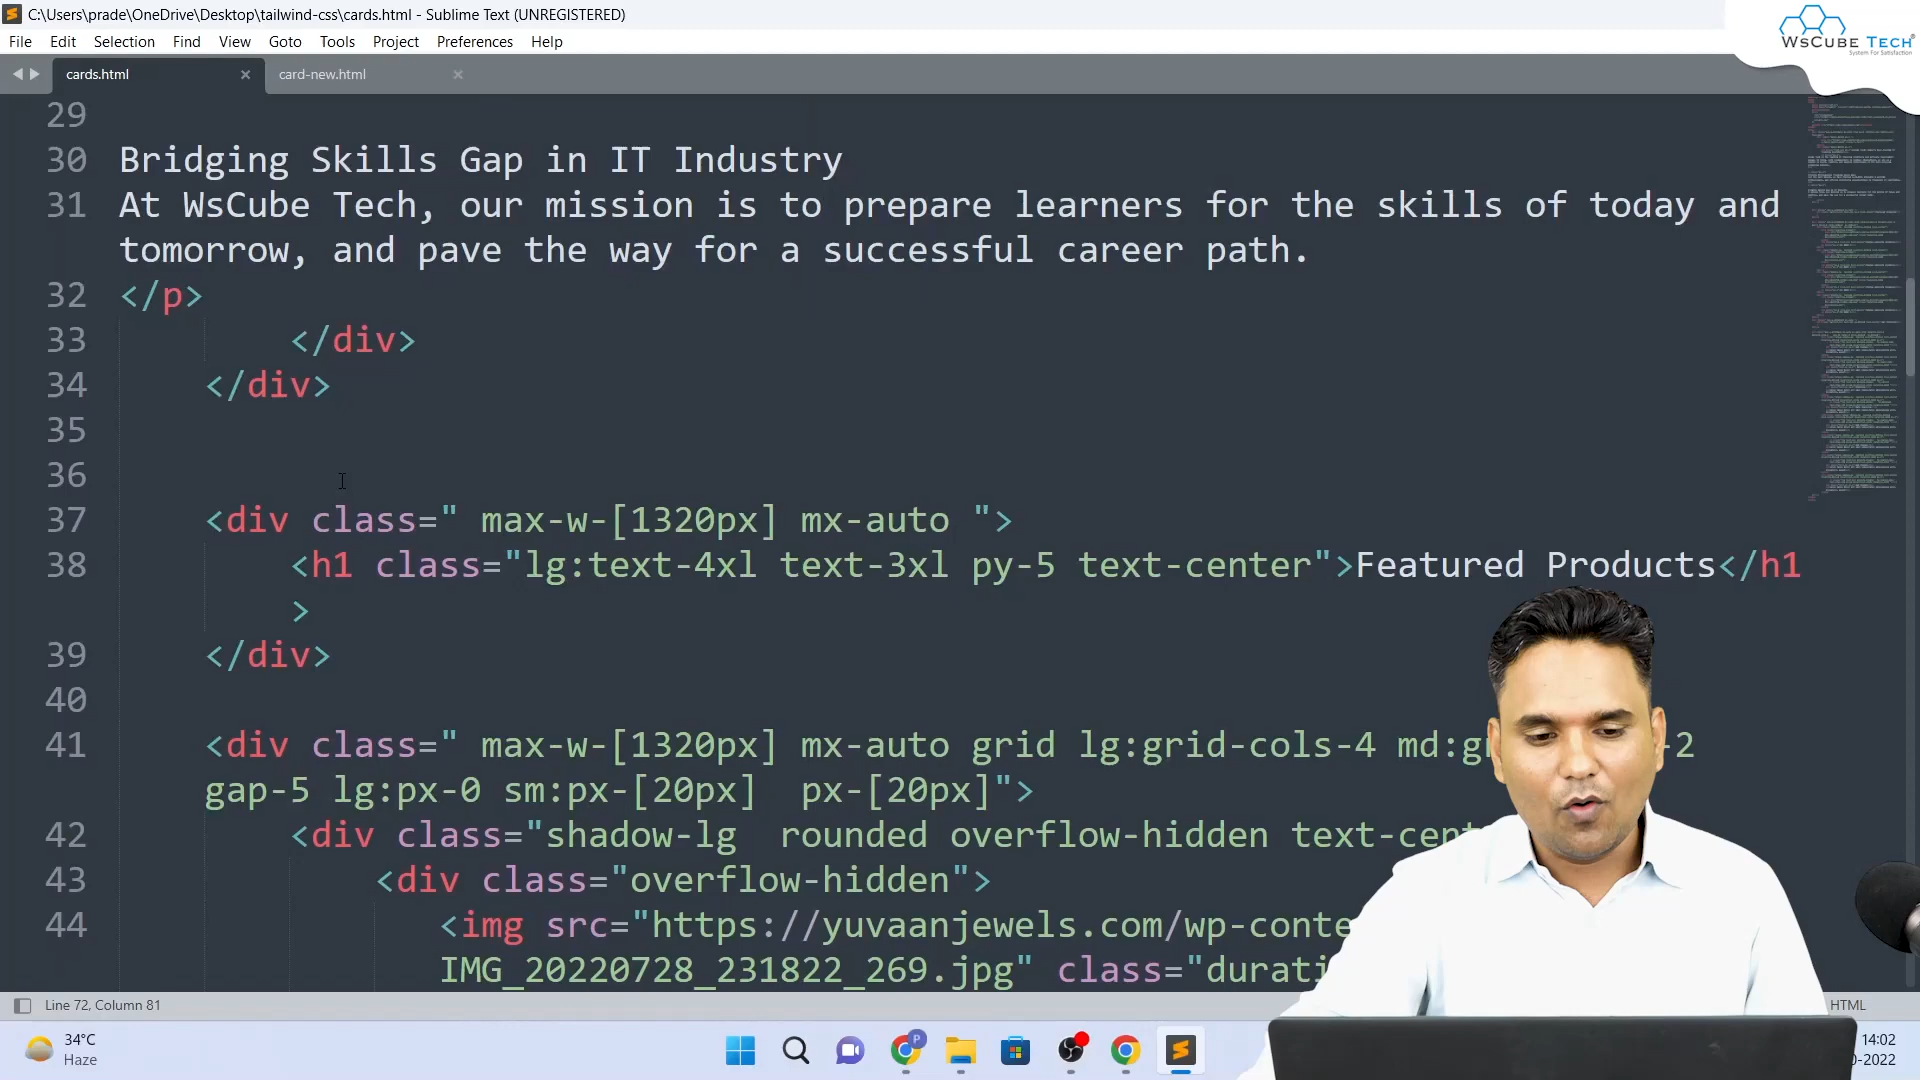 C:\Users\prade\OneDrive\Desktop\tailwind-css\cards.html - Sublime Text (UNREGISTERED)
WsCube Tech®
System For Satisfaction
File Edit Selection Find View Goto Tools Project Preferences Help
cards.html card-new.html
29
30 Bridging Skills Gap in IT Industry
31 At WsCube Tech, our mission is to prepare learners for the skills of today and
tomorrow, and pave the way for a successful career path.
32 </p>
33 </div>
34 </div>
35
36
37 <div class=" max-w-[1320px] mx-auto ">
38 <h1 class="lg:text-4xl text-3xl py-5 text-center">Featured Products</h1
>
39 </div>
40
41 <div class=" max-w-[1320px] mx-auto grid lg:grid-cols-4 -2
gap-5 lg:px-0 sm:px-[20px]  px-[20px]">
42 <div class="shadow-lg  rounded overflow-hidden
43 <div class="overflow-hidden">
44 <img src="https://yuvaanjewels.com/wp-conte
IMG_20220728_231822_269.jpg" class="durati
Line 72, Column 81 HTML
34°C
Haze
14:02
-2022